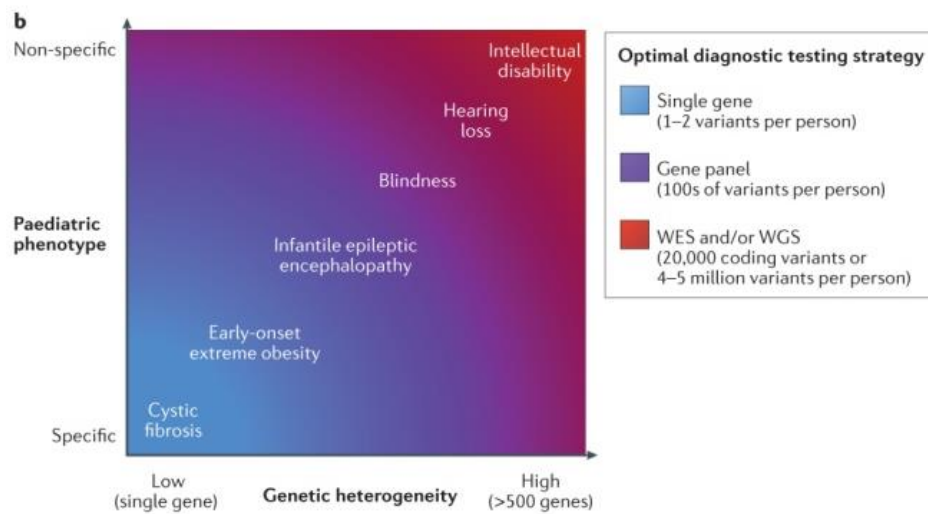 b
Non-specific
Paediatric
phenotype
Specific
Intellectual
disability
Hearing
loss
Blindness
Infantile epileptic
encephalopathy
Early-onset
extreme obesity
Cystic
fibrosis
Low
(single gene)
Genetic heterogeneity
High
(>500 genes)
Optimal diagnostic testing strategy
Single gene
(1–2 variants per person)
Gene panel
(100s of variants per person)
WES and/or WGS
(20,000 coding variants or
4–5 million variants per person)